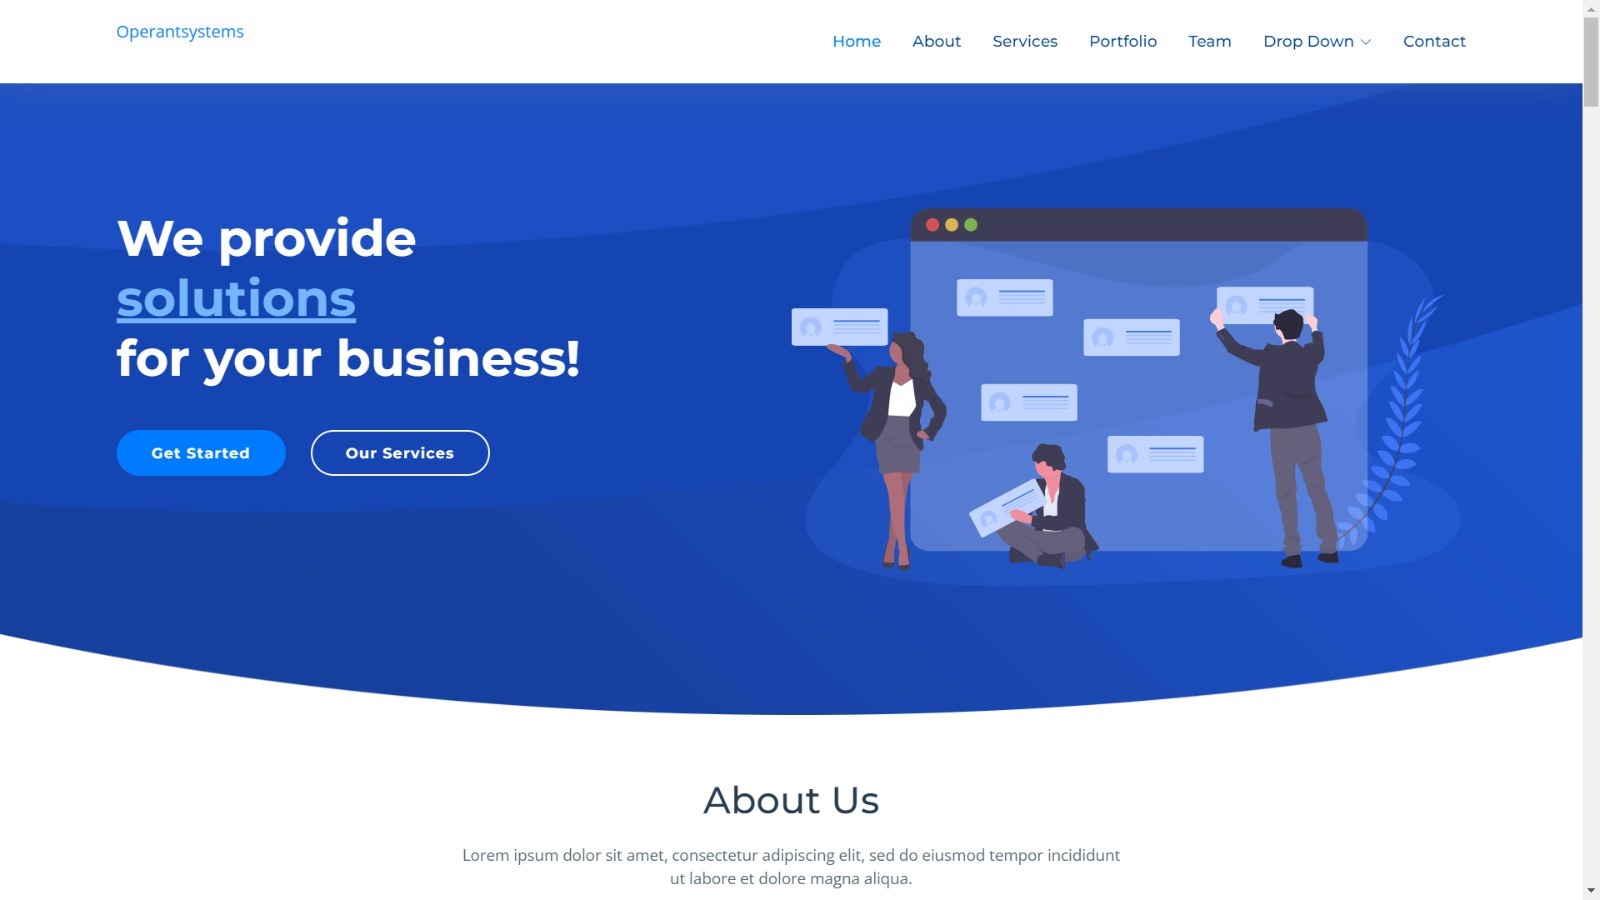 Operantsystems
Home About Services Portfolio Team Drop Down Contact
We provide
solutions
for your business!
Get Started Our Services
About Us
Lorem ipsum dolor sit amet, consectetur adipiscing elit, sed do eiusmod tempor incididunt
ut labore et dolore magna aliqua.